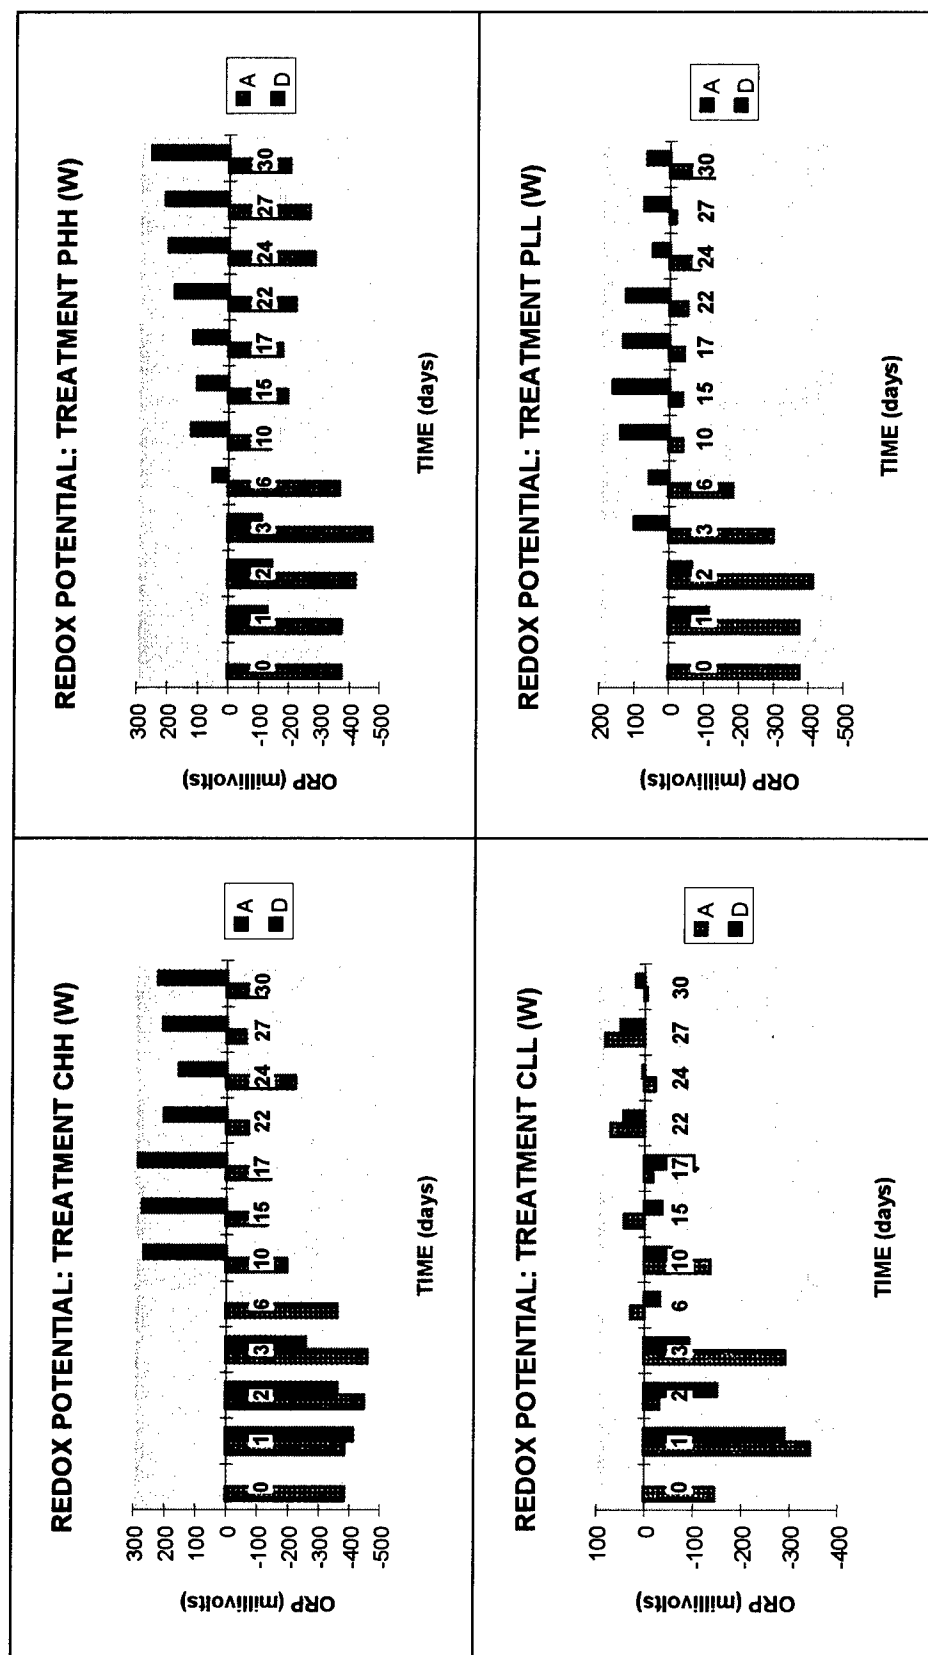 REDOX POTENTIAL: TREATMENT CHH (W)
300
200
100
0
-100
-200
-300
-400
-500
ORP (millivolts)
0 1 2 3 6 10 15 17 22 24 27 30
TIME (days)
A
D
REDOX POTENTIAL: TREATMENT PHH (W)
300
200
100
0
-100
-200
-300
-400
-500
ORP (millivolts)
0 1 2 3 6 10 15 17 22 24 27 30
TIME (days)
A
D
REDOX POTENTIAL: TREATMENT CLL (W)
100
0
-100
-200
-300
-400
ORP (millivolts)
0 1 2 3 6 10 15 17 22 24 27 30
TIME (days)
A
D
REDOX POTENTIAL: TREATMENT PLL (W)
200
100
0
-100
-200
-300
-400
-500
ORP (millivolts)
0 1 2 3 6 10 15 17 22 24 27 30
TIME (days)
A
D